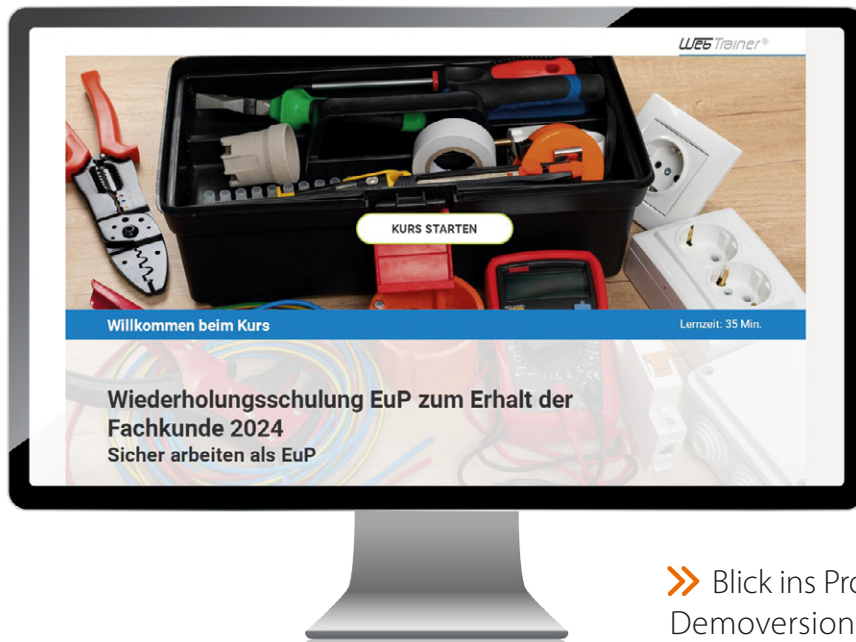 WEBTrainer®
KURS STARTEN
Willkommen beim Kurs
Lernzeit: 35 Min.
Wiederholungsschulung EuP zum Erhalt der
Fachkunde 2024
Sicher arbeiten als EuP
Blick ins
Demoversion